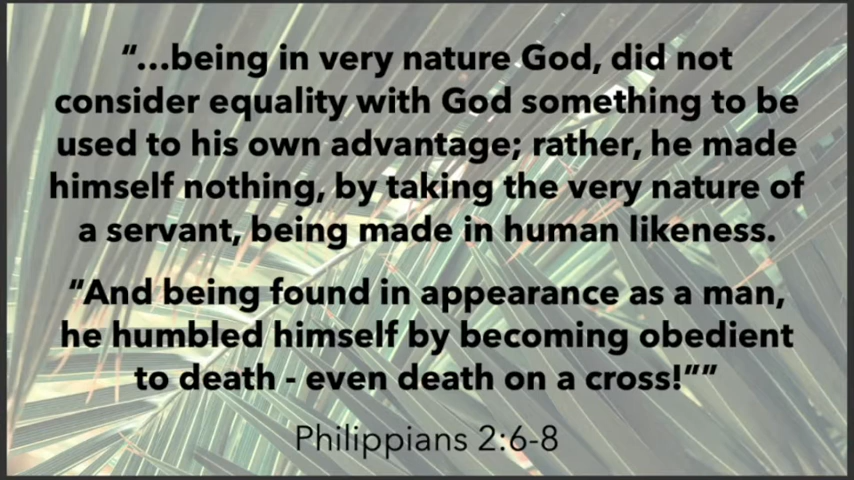 “...being in very nature God, did not
consider equality with God something to be
used to his own advantage; rather, he made
himself nothing, by taking the very nature of
a servant, being made in human likeness.
“And being found in appearance as a man,
he humbled himself by becoming obedient
to death - even death on a cross!””
Philippians 2:6-8